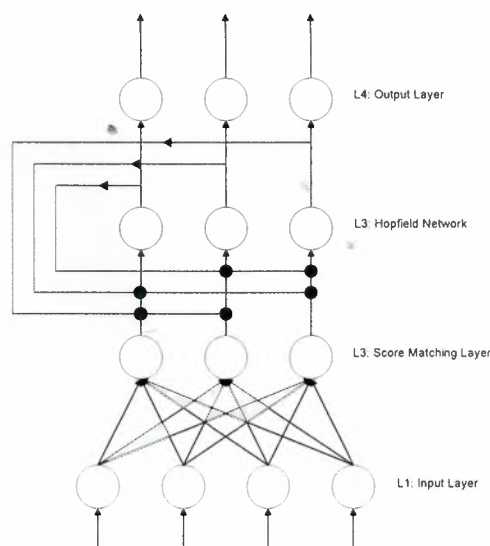 L4: Output Layer
L3: Hopfield Network
L3: Score Matching Layer
L1: Input Layer